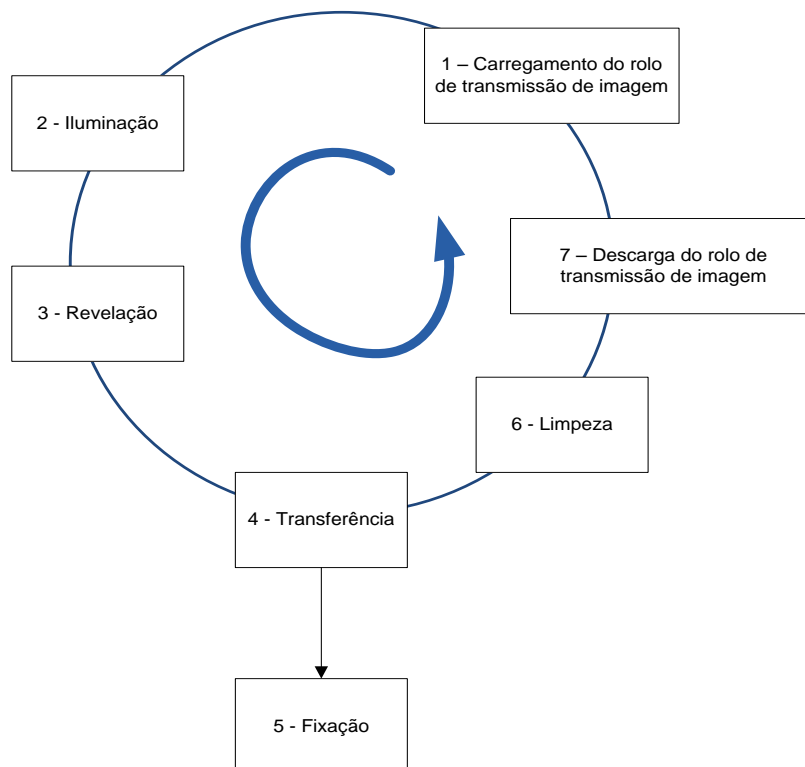 1 – Carregamento do rolo
de transmissão de imagem
2 - Iluminação
3 - Revelação
4 - Transferência
5 - Fixação
6 - Limpeza
7 – Descarga do rolo de
transmissão de imagem